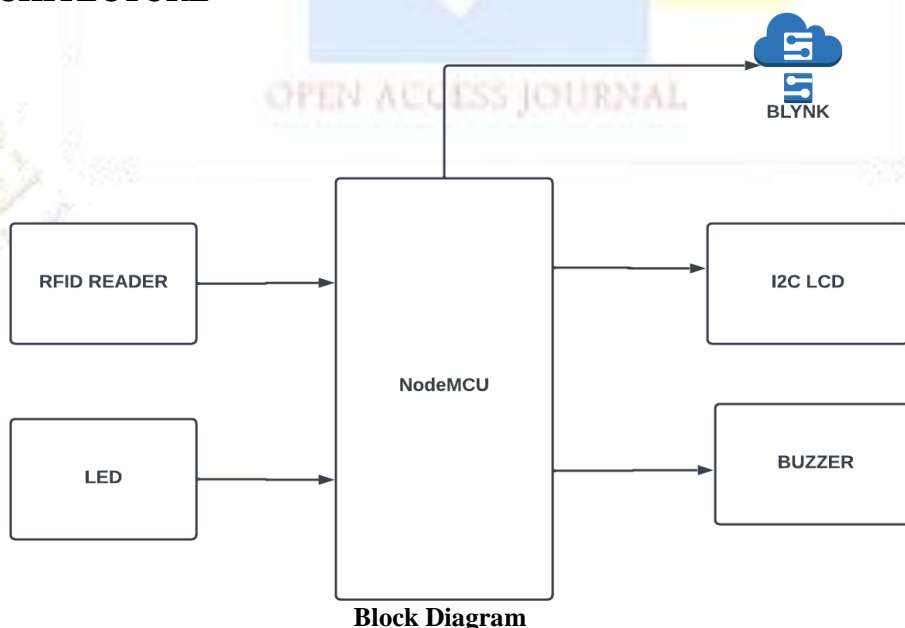 OPEN ACCESS JOURNAL
BLYNK
RFID READER
I2C LCD
NodeMCU
LED
BUZZER
Block Diagram